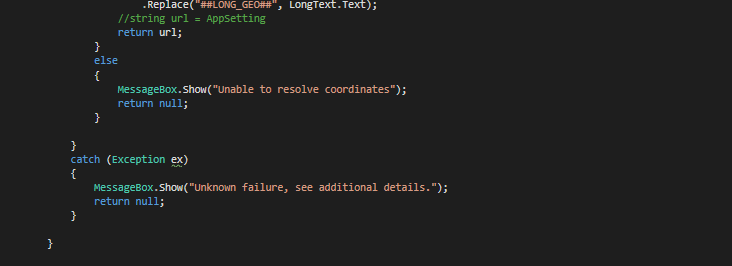 .Replace("##LONG_GEO##", LongText.Text);
//string url = AppSetting
return url;
}
else
{
MessageBox.Show("Unable to resolve coordinates");
return null;
}
}
catch (Exception ex)
{
MessageBox.Show("Unknown failure, see additional details.");
return null;
}
}